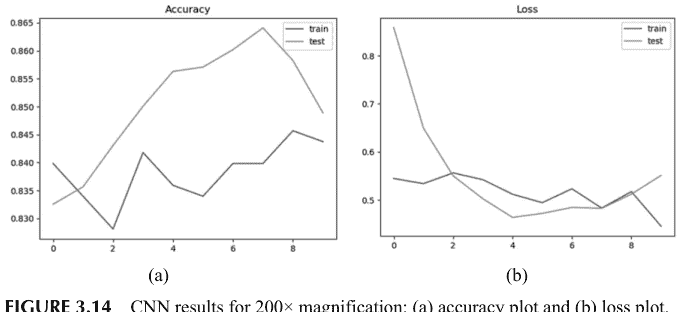 Accuracy
0.865
0.860
0.855
0.850
0.845
0.840
0.835
0.830
0
2
4
6
8
train
test
(a)
Loss
0.8
0.7
0.6
0.5
0
2
4
6
8
train
test
(b)
FIGURE 3.14 CNN results for 200× magnification: (a) accuracy plot and (b) loss plot.